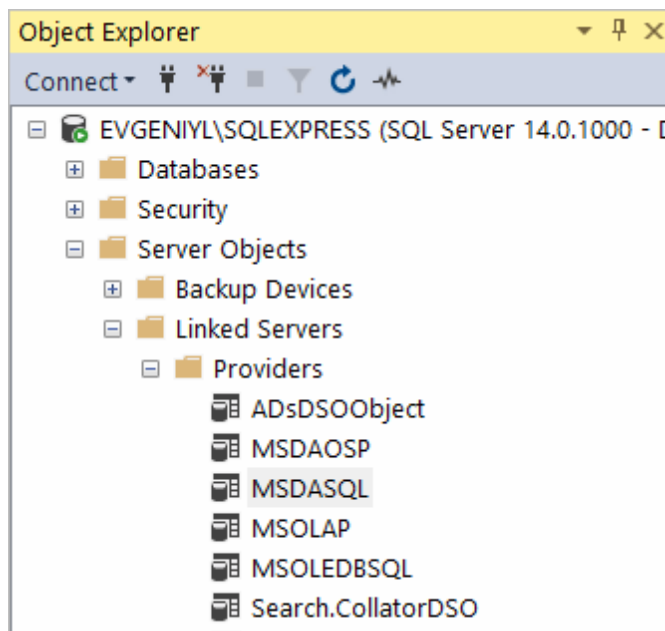 Object Explorer
Connect
EVGENIYL\SQLEXPRESS (SQL Server 14.0.1000 -
Databases
Security
Server Objects
Backup Devices
Linked Servers
Providers
ADsDSOObject
MSDAOSP
MSDASQL
MSOLAP
MSOLEDBSQL
Search.CollatorDSO